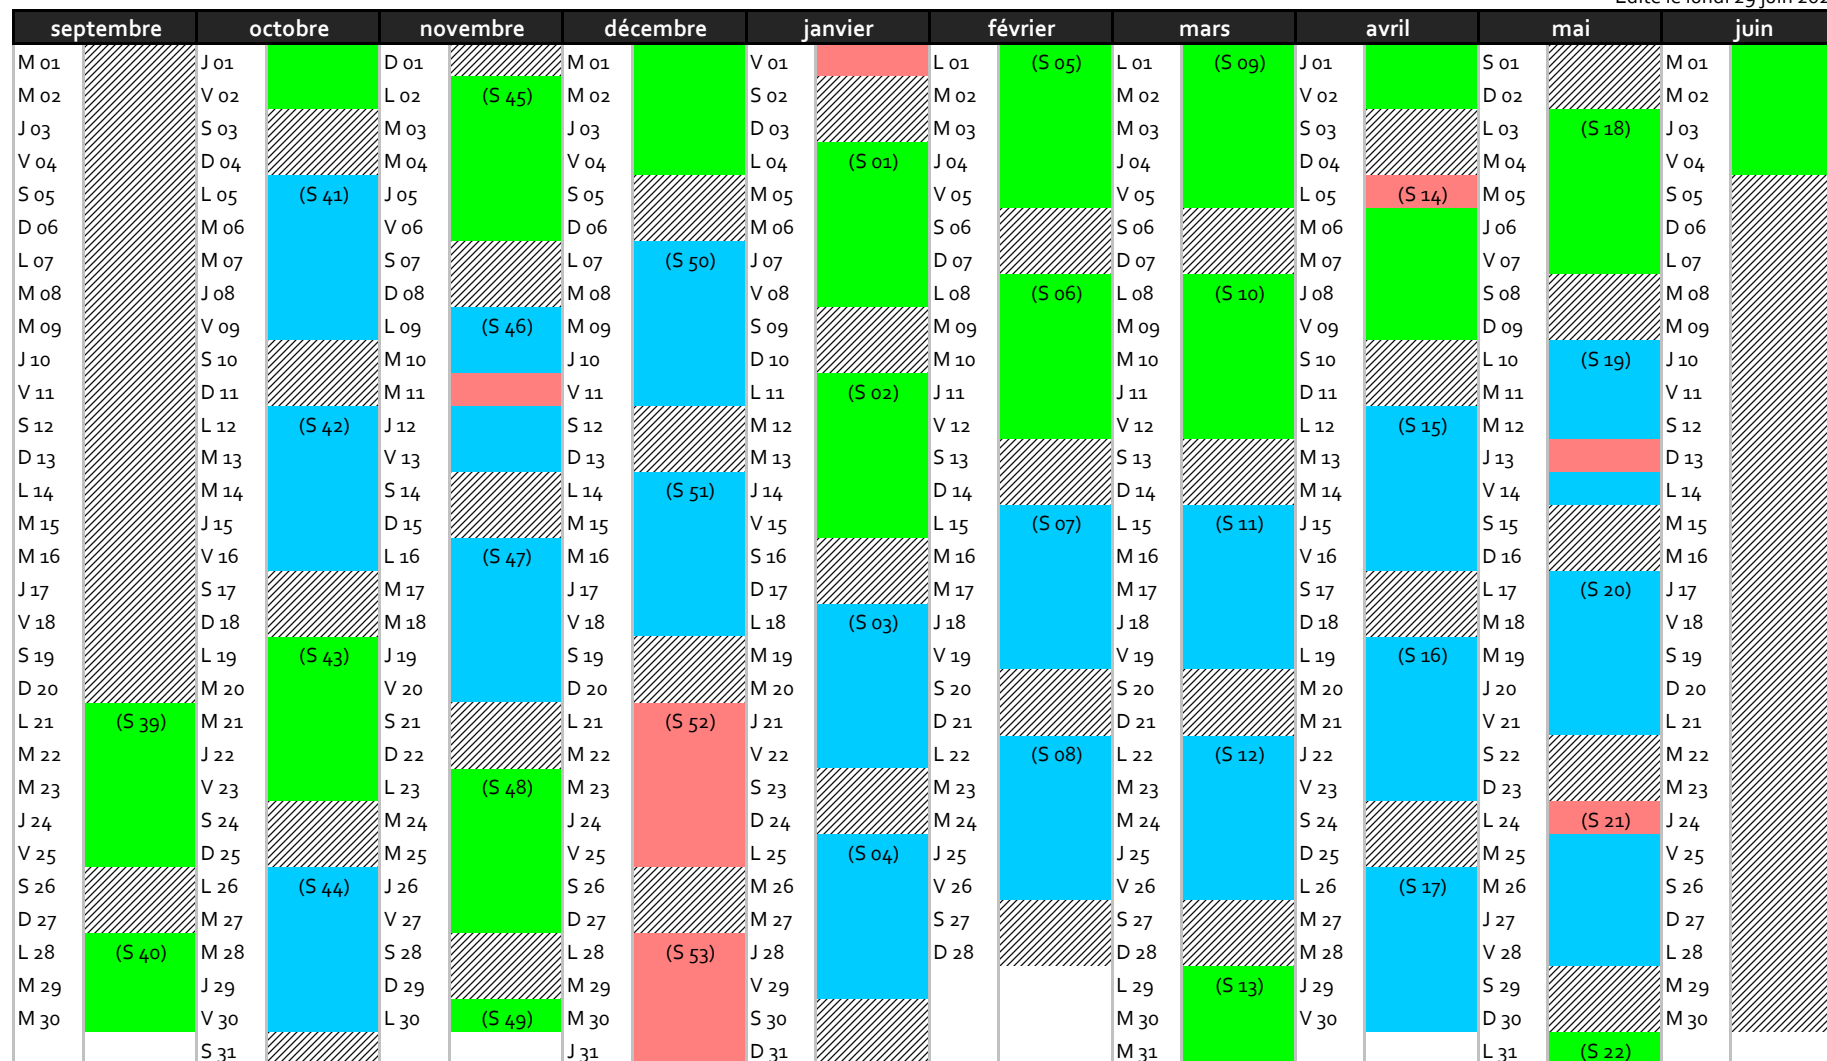 Edité le lundi 29 juin 202
septembre octobre novembre décembre janvier février mars avril mai juin
M 01 J 01 D 01 M 01 V 01 L 01 (S 05) L 01 (S 09) J 01 S 01 M 01
M 02 V 02 L 02 (S 45) M 02 S 02 M 02 M 02 V 02 D 02 M 02
J 03 S 03 M 03 J 03 D 03 M 03 M 03 S 03 L 03 (S 18) J 03
V 04 D 04 M 04 V 04 L 04 (S 01) J 04 J 04 D 04 M 04 V 04
S 05 L 05 (S 41) J 05 S 05 M 05 V 05 V 05 L 05 (S 14) M 05 S 05
D 06 M 06 V 06 D 06 M 06 S 06 S 06 M 06 J 06 D 06
L 07 M 07 S 07 L 07 (S 50) J 07 D 07 D 07 M 07 V 07 L 07
M 08 J 08 D 08 M 08 V 08 L 08 (S 06) L 08 (S 10) J 08 S 08 M 08
M 09 V 09 L 09 (S 46) M 09 S 09 M 09 M 09 V 09 D 09 M 09
J 10 S 10 M 10 J 10 D 10 M 10 M 10 S 10 L 10 (S 19) J 10
V 11 D 11 M 11 V 11 L 11 (S 02) J 11 J 11 D 11 M 11 V 11
S 12 L 12 (S 42) J 12 S 12 M 12 V 12 V 12 L 12 (S 15) M 12 S 12
D 13 M 13 V 13 D 13 M 13 S 13 S 13 M 13 J 13 D 13
L 14 M 14 S 14 L 14 (S 51) J 14 D 14 D 14 M 14 V 14 L 14
M 15 J 15 D 15 M 15 V 15 L 15 (S 07) L 15 (S 11) J 15 S 15 M 15
M 16 V 16 L 16 (S 47) M 16 S 16 M 16 M 16 V 16 D 16 M 16
J 17 S 17 M 17 J 17 D 17 M 17 M 17 S 17 L 17 (S 20) J 17
V 18 D 18 M 18 V 18 L 18 (S 03) J 18 J 18 D 18 M 18 V 18
S 19 L 19 (S 43) J 19 S 19 M 19 V 19 V 19 L 19 (S 16) M 19 S 19
D 20 M 20 V 20 D 20 M 20 S 20 S 20 M 20 J 20 D 20
L 21 (S 39) M 21 S 21 L 21 (S 52) J 21 D 21 D 21 M 21 V 21 L 21
M 22 J 22 D 22 M 22 V 22 L 22 (S 08) L 22 (S 12) J 22 S 22 M 22
M 23 V 23 L 23 (S 48) M 23 S 23 M 23 M 23 V 23 D 23 M 23
J 24 S 24 M 24 J 24 D 24 M 24 M 24 S 24 L 24 (S 21) J 24
V 25 D 25 M 25 V 25 L 25 (S 04) J 25 J 25 D 25 M 25 V 25
S 26 L 26 (S 44) J 26 S 26 M 26 V 26 V 26 L 26 (S 17) M 26 S 26
D 27 M 27 V 27 D 27 M 27 S 27 S 27 M 27 J 27 D 27
L 28 (S 40) M 28 S 28 L 28 (S 53) J 28 D 28 D 28 M 28 V 28 L 28
M 29 J 29 D 29 M 29 V 29 L 29 (S 13) J 29 S 29 M 29
M 30 V 30 L 30 (S 49) M 30 S 30 M 30 V 30 D 30 M 30
S 31 J 31 D 31 M 31 L 31 (S 22)